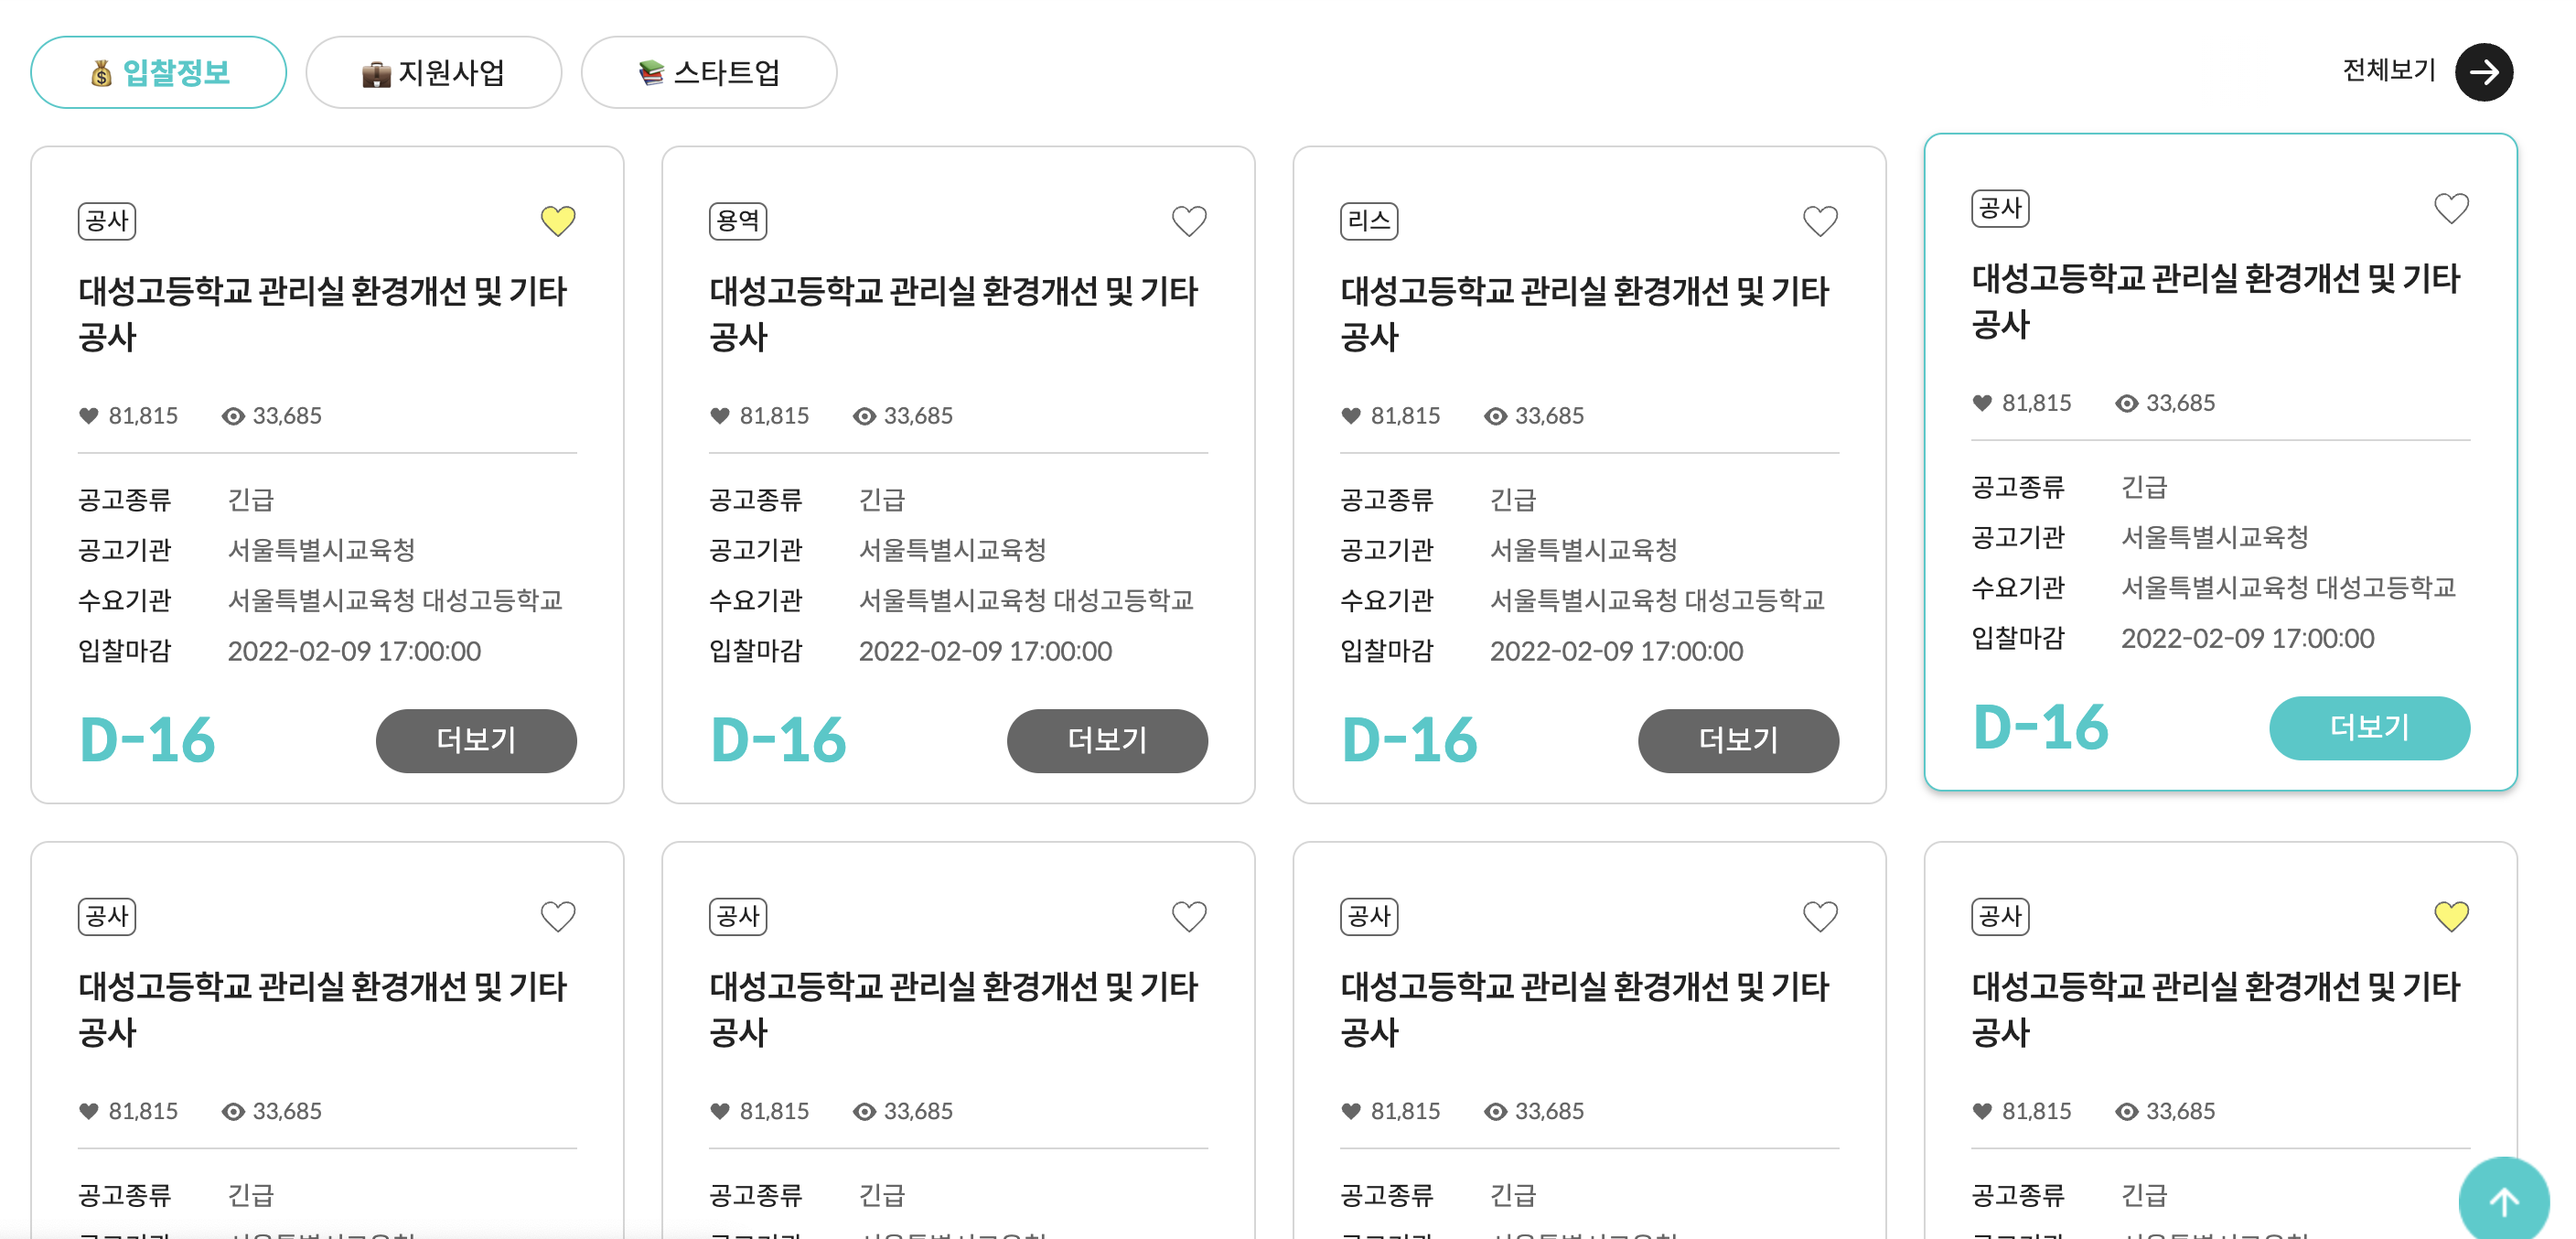 입찰정보
지원사업
스타트업
전체보기
공사
대성고등학교 관리실 환경개선 및 기타
공사
81,815 33,685
공고종류 긴급
공고기관 서울특별시교육청
수요기관 서울특별시교육청 대성고등학교
입찰마감 2022-02-09 17:00:00
D-16 더보기
용역
대성고등학교 관리실 환경개선 및 기타
공사
81,815 33,685
공고종류 긴급
공고기관 서울특별시교육청
수요기관 서울특별시교육청 대성고등학교
입찰마감 2022-02-09 17:00:00
D-16 더보기
리스
대성고등학교 관리실 환경개선 및 기타
공사
81,815 33,685
공고종류 긴급
공고기관 서울특별시교육청
수요기관 서울특별시교육청 대성고등학교
입찰마감 2022-02-09 17:00:00
D-16 더보기
공사
대성고등학교 관리실 환경개선 및 기타
공사
81,815 33,685
공고종류 긴급
공고기관 서울특별시교육청
수요기관 서울특별시교육청 대성고등학교
입찰마감 2022-02-09 17:00:00
D-16 더보기
공사
대성고등학교 관리실 환경개선 및 기타
공사
81,815 33,685
공고종류 긴급
공사
대성고등학교 관리실 환경개선 및 기타
공사
81,815 33,685
공고종류 긴급
공사
대성고등학교 관리실 환경개선 및 기타
공사
81,815 33,685
공고종류 긴급
공사
대성고등학교 관리실 환경개선 및 기타
공사
81,815 33,685
공고종류 긴급